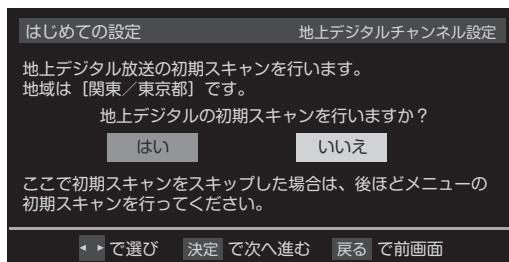 はじめての設定　地上デジタルチャンネル設定
地上デジタル放送の初期スキャンを行います。
地域は［関東／東京都］です。
地上デジタルの初期スキャンを行いますか？
はい　いいえ
ここで初期スキャンをスキップした場合は、後ほどメニューの
初期スキャンを行ってください。
で選び　決定 で次へ進む　戻る で前画面